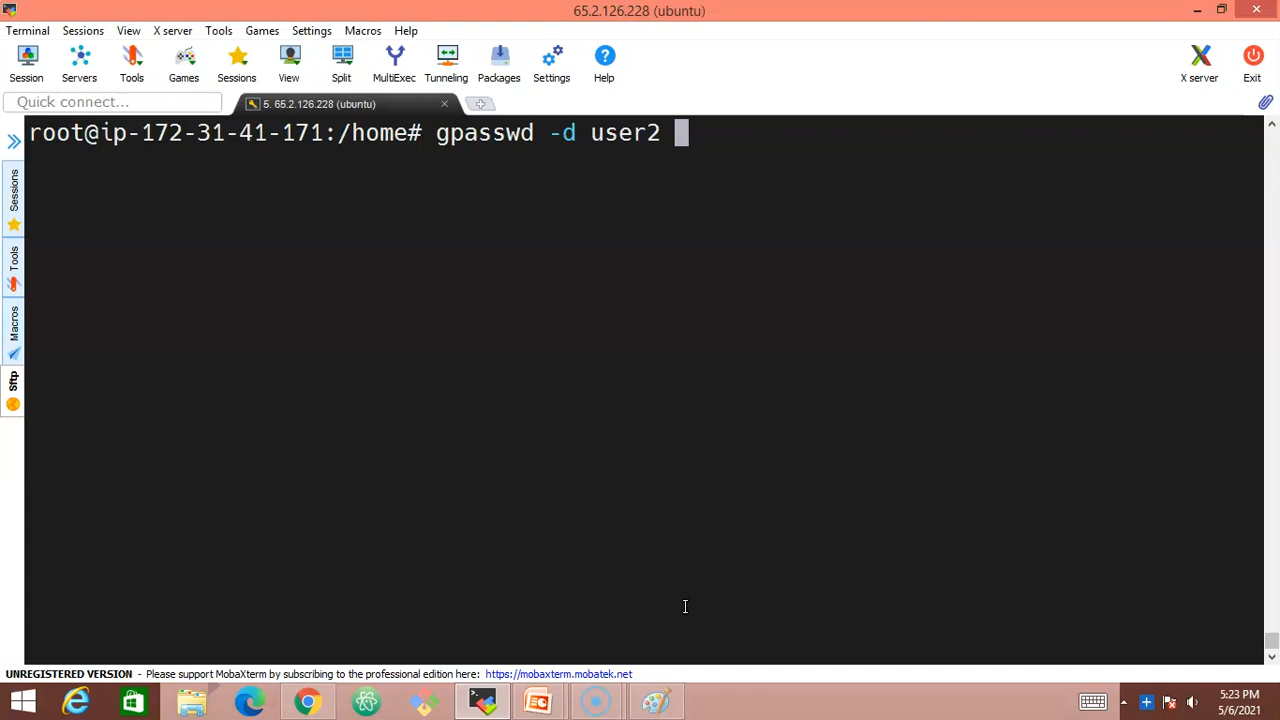 65.2.126.228 (ubuntu)
Terminal Sessions View X server Tools Games Settings Macros Help
Session Servers Tools Games Sessions View Split MultiExec Tunneling Packages Settings Help X server Exit
Quick connect... 5. 65.2.126.228 (ubuntu)
root@ip-172-31-41-171:/home# gpasswd -d user2
Sessions
Tools
Macros
Sftp
UNREGISTERED VERSION - Please support MobaXterm by subscribing to the professional edition here: https://mobaxterm.mobatek.net
5:23 PM
5/6/2021